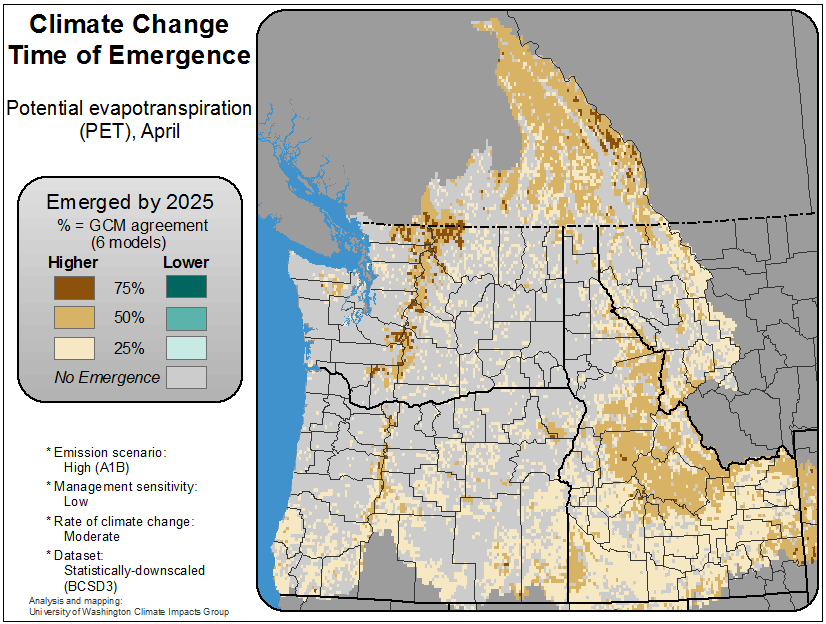 Climate Change
Time of Emergence
Potential evapotranspiration
(PET), April
Emerged by 2025
% = GCM agreement
(6 models)
Higher Lower
75%
50%
25%
No Emergence
* Emission scenario:
High (A1B)
* Management sensitivity:
Low
* Rate of climate change:
Moderate
* Dataset:
Statistically-downscaled
(BCSD3)
Analysis and mapping:
University of Washington Climate Impacts Group